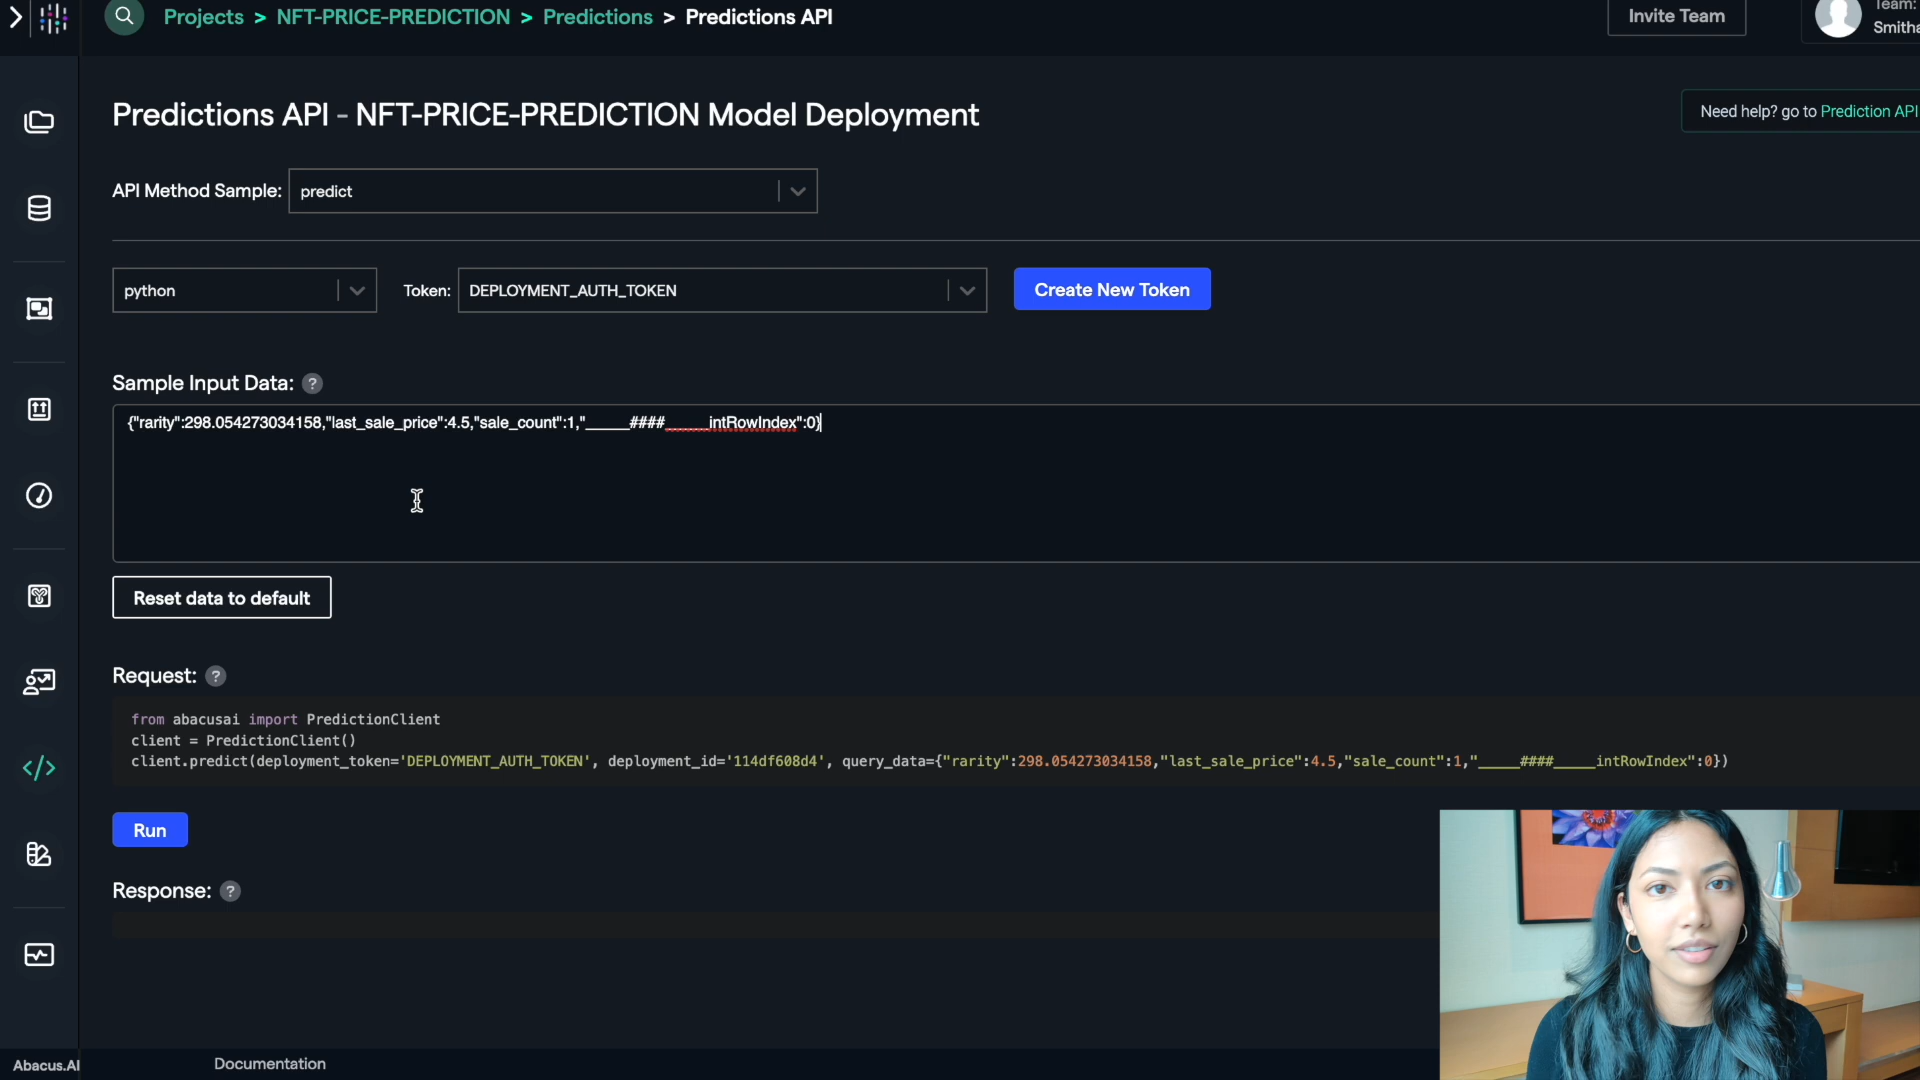 Projects > NFT-PRICE-PREDICTION > Predictions > Predictions API
Invite Team
Team:
Smitha
Predictions API - NFT-PRICE-PREDICTION Model Deployment
Need help? go to Prediction API
API Method Sample: predict
python
Token: DEPLOYMENT_AUTH_TOKEN
Create New Token
Sample Input Data: ?
{"rarity":298.054273034158,"last_sale_price":4.5,"sale_count":1,"_____####_____intRowIndex":0}
Reset data to default
Request: ?
from abacusai import PredictionClient
client = PredictionClient()
client.predict(deployment_token='DEPLOYMENT_AUTH_TOKEN', deployment_id='114df608d4', query_data={"rarity":298.054273034158,"last_sale_price":4.5,"sale_count":1,"_____####_____intRowIndex":0})
Run
Response: ?
Abacus.AI
Documentation